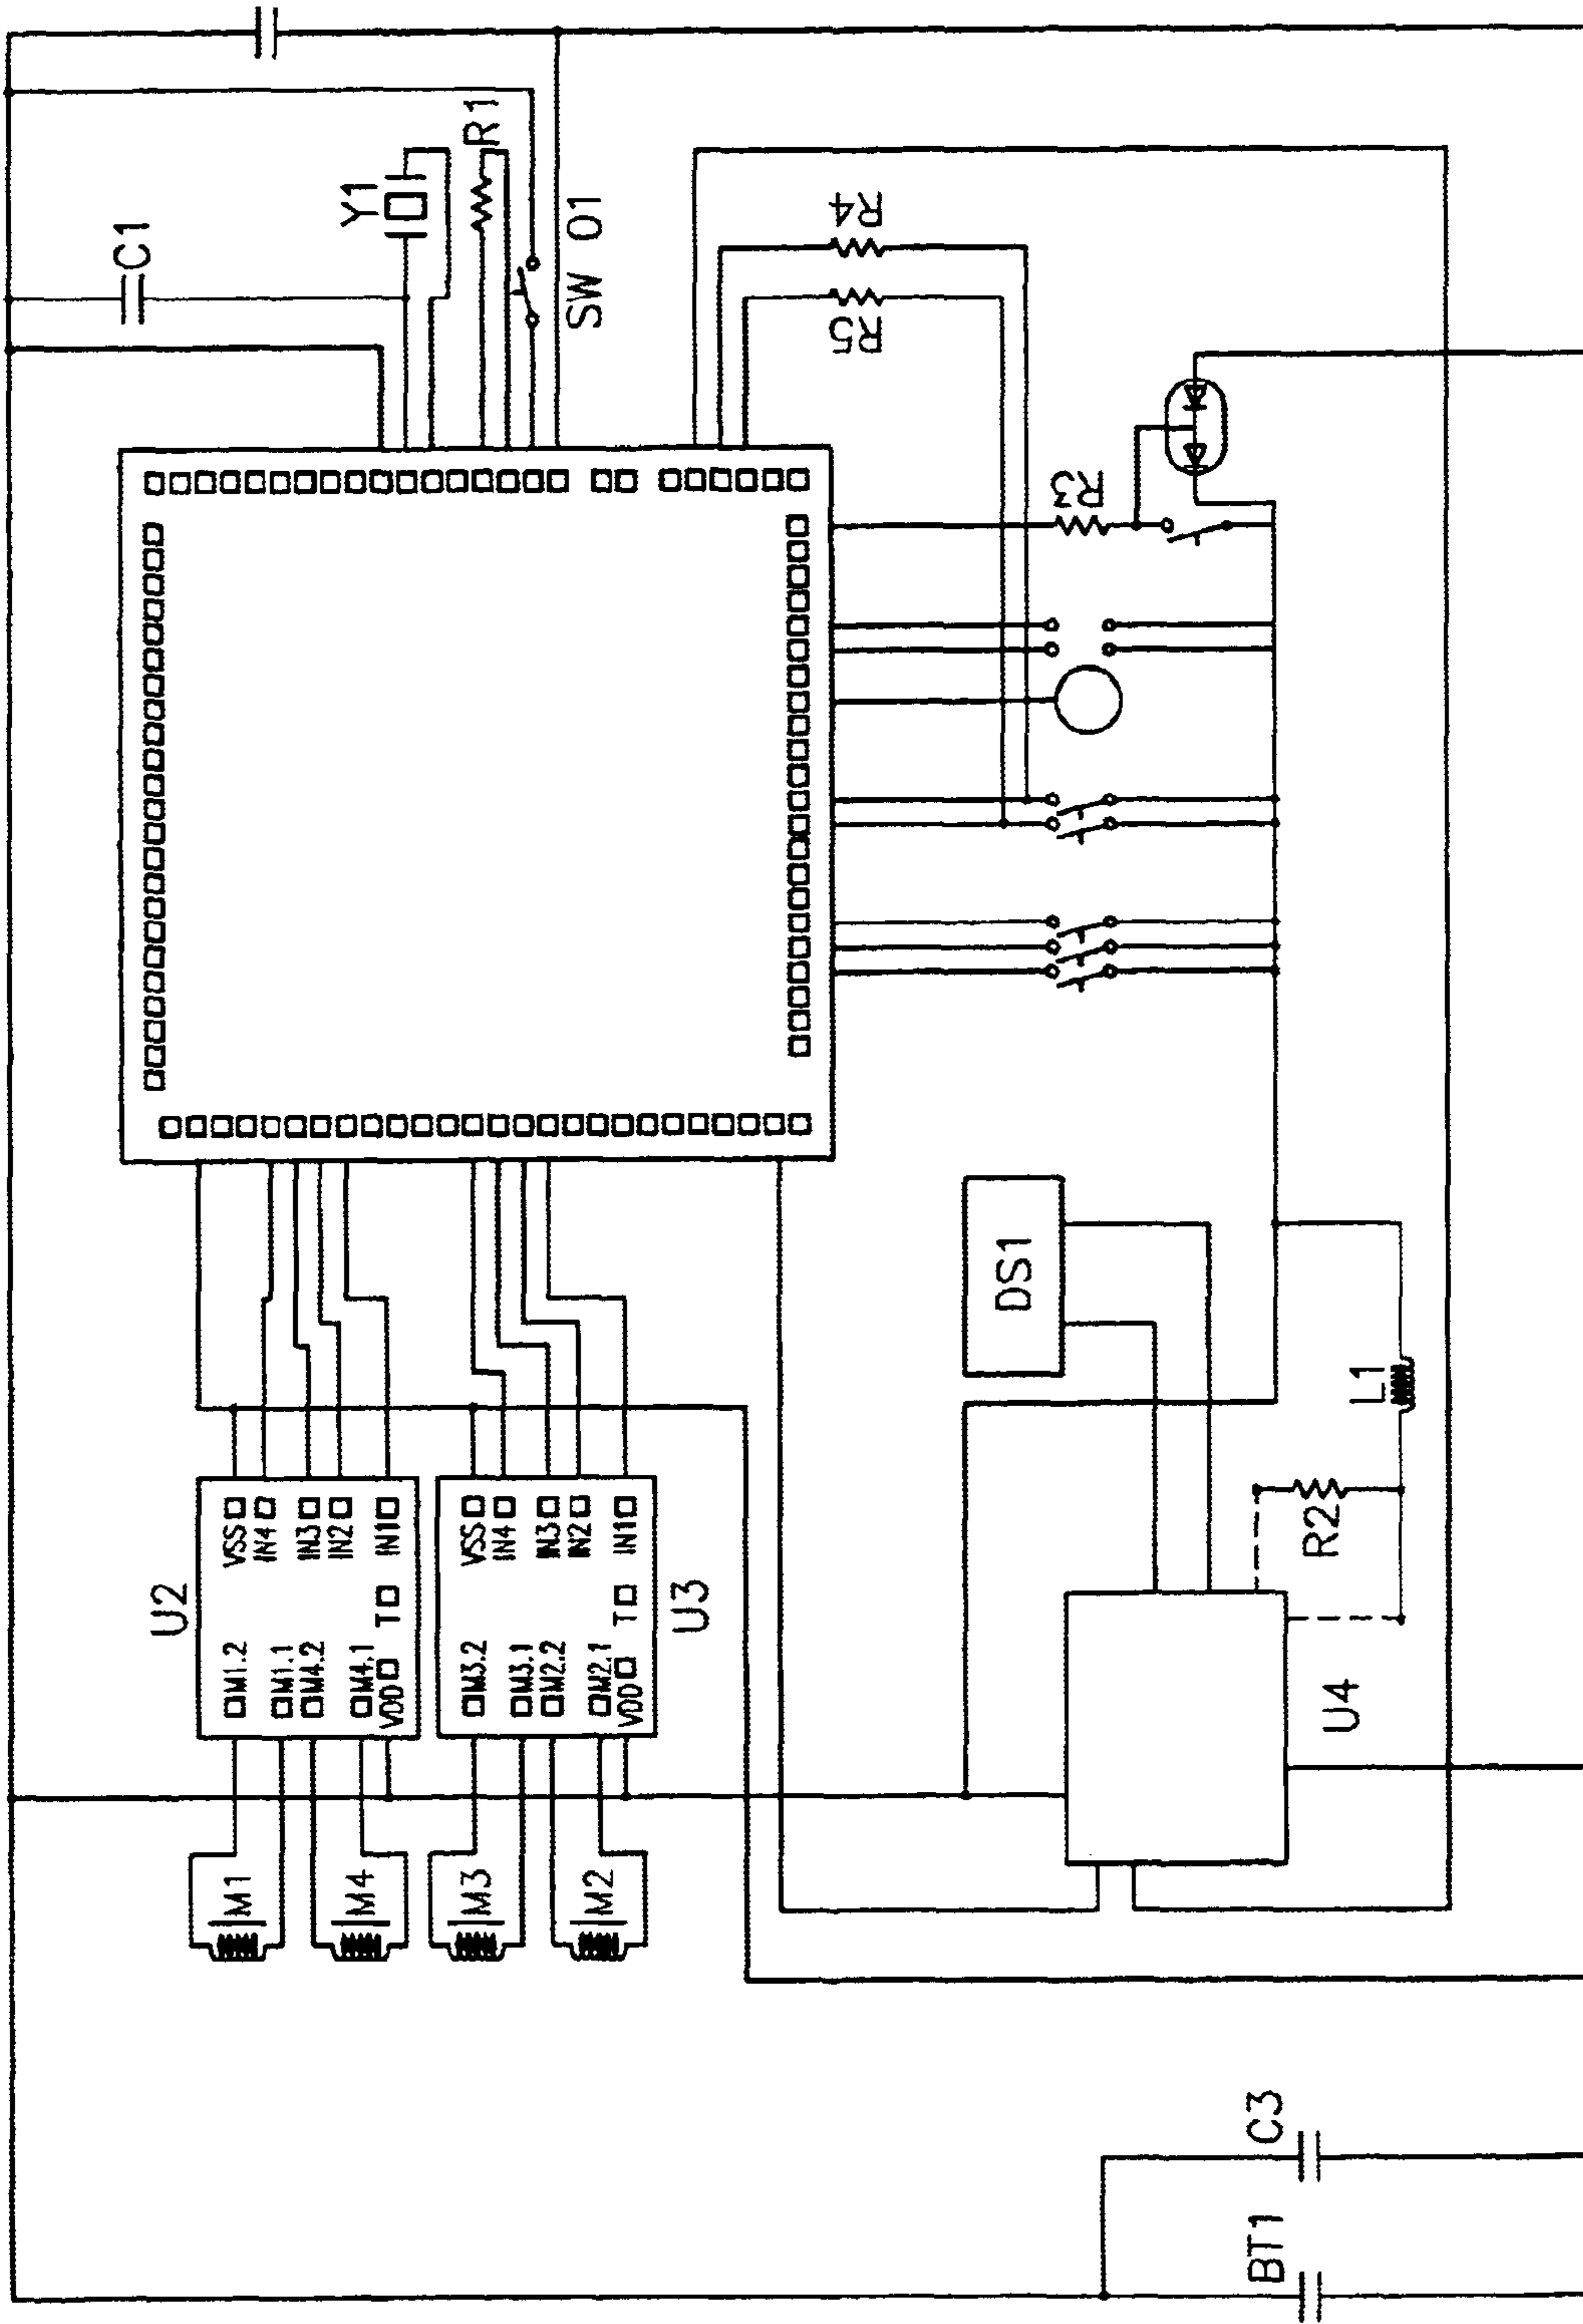 C1
Y1
R1
SW 01
R4
R5
R3
DS1
L1
R2
U2
VSS
IN4
IN3
IN2
IN1
T
M1.2
M1.1
M4.2
M4.1
VDD
U3
VSS
IN4
IN3
IN2
IN1
T
M3.2
M3.1
M2.2
M2.1
VDD
U4
M1
M4
M3
M2
C3
BT1